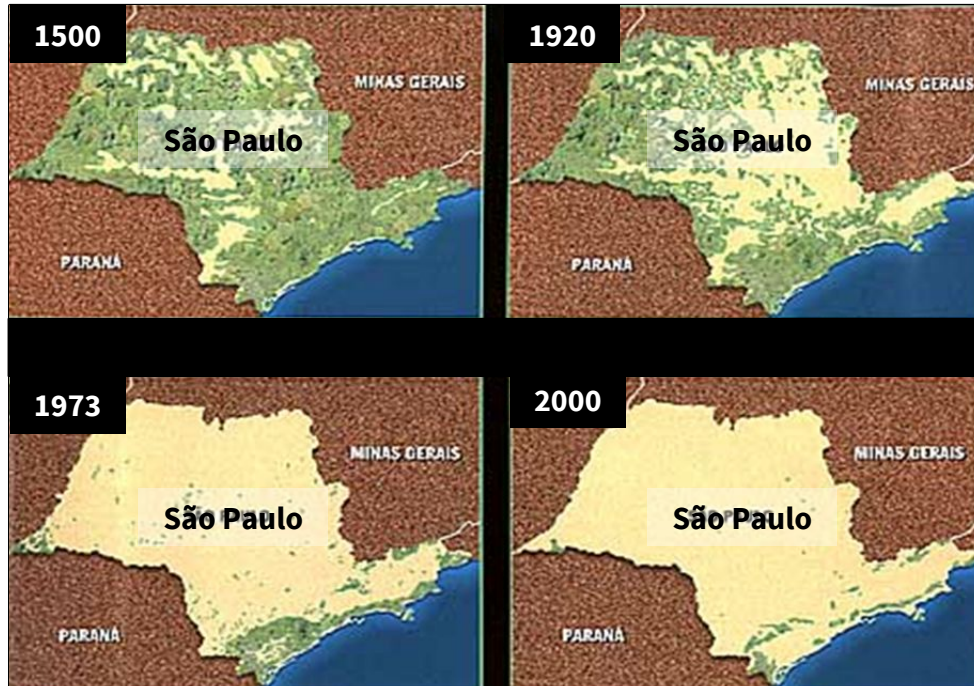 1500
MINAS GERAIS
São Paulo
PARANÁ
1920
MINAS GERAIS
São Paulo
PARANÁ
1973
MINAS GERAIS
São Paulo
PARANÁ
2000
MINAS GERAIS
São Paulo
PARANÁ